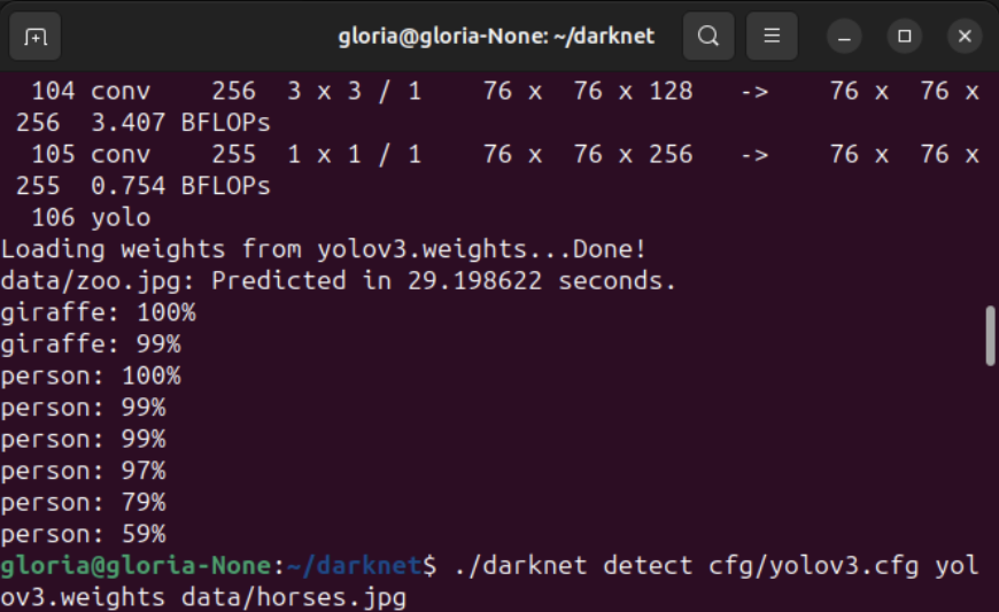 gloria@gloria-None: ~/darknet
104 conv    256  3 x 3 / 1    76 x  76 x 128   ->    76 x  76 x
256  3.407 BFLOPs
105 conv    255  1 x 1 / 1    76 x  76 x 256   ->    76 x  76 x
255  0.754 BFLOPs
106 yolo
Loading weights from yolov3.weights...Done!
data/zoo.jpg: Predicted in 29.198622 seconds.
giraffe: 100%
giraffe: 99%
person: 100%
person: 99%
person: 99%
person: 97%
person: 79%
person: 59%
gloria@gloria-None:~/darknet$ ./darknet detect cfg/yolov3.cfg yol
ov3.weights data/horses.jpg